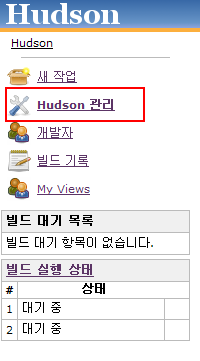 Hudson
Hudson
새 작업
Hudson 관리
개발자
빌드 기록
My Views
빌드 대기 목록
빌드 대기 항목이 없습니다.
빌드 실행 상태
# 상태
1 대기 중
2 대기 중